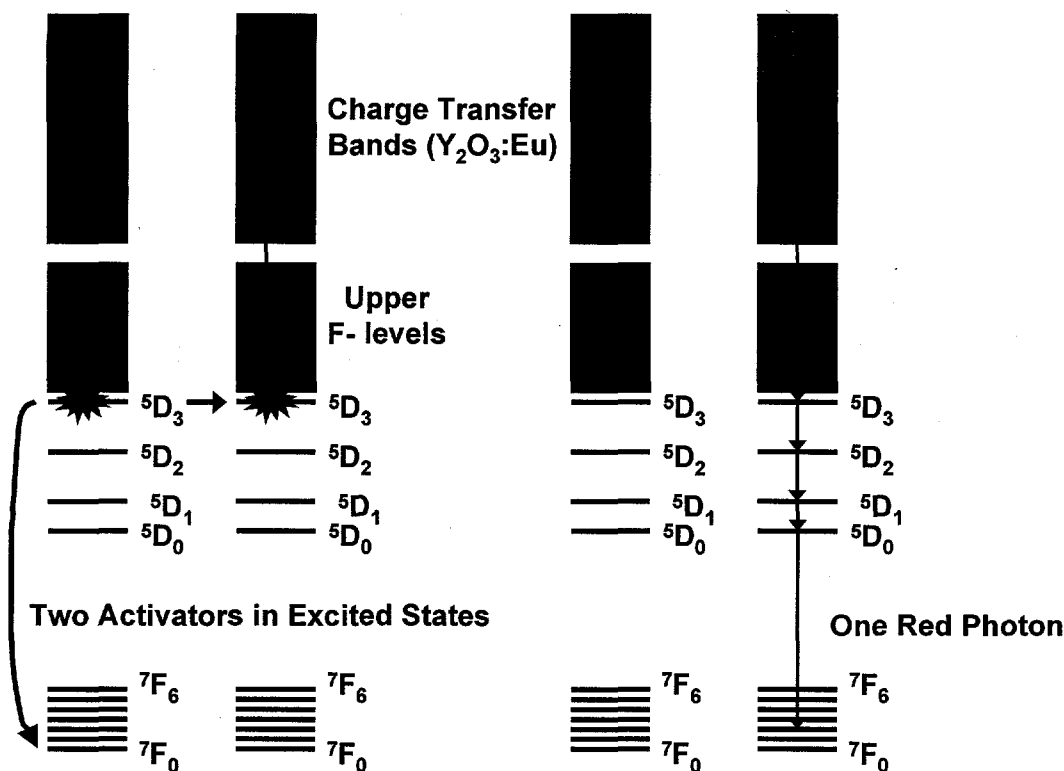 Charge Transfer
Bands (Y₂O₃:Eu)
Upper
F- levels
⁵D₃ ⁵D₃ ⁵D₃ ⁵D₃
⁵D₂ ⁵D₂ ⁵D₂ ⁵D₂
⁵D₁ ⁵D₁ ⁵D₁ ⁵D₁
⁵D₀ ⁵D₀ ⁵D₀ ⁵D₀
Two Activators in Excited States
One Red Photon
⁷F₆ ⁷F₆ ⁷F₆ ⁷F₆
⁷F₀ ⁷F₀ ⁷F₀ ⁷F₀